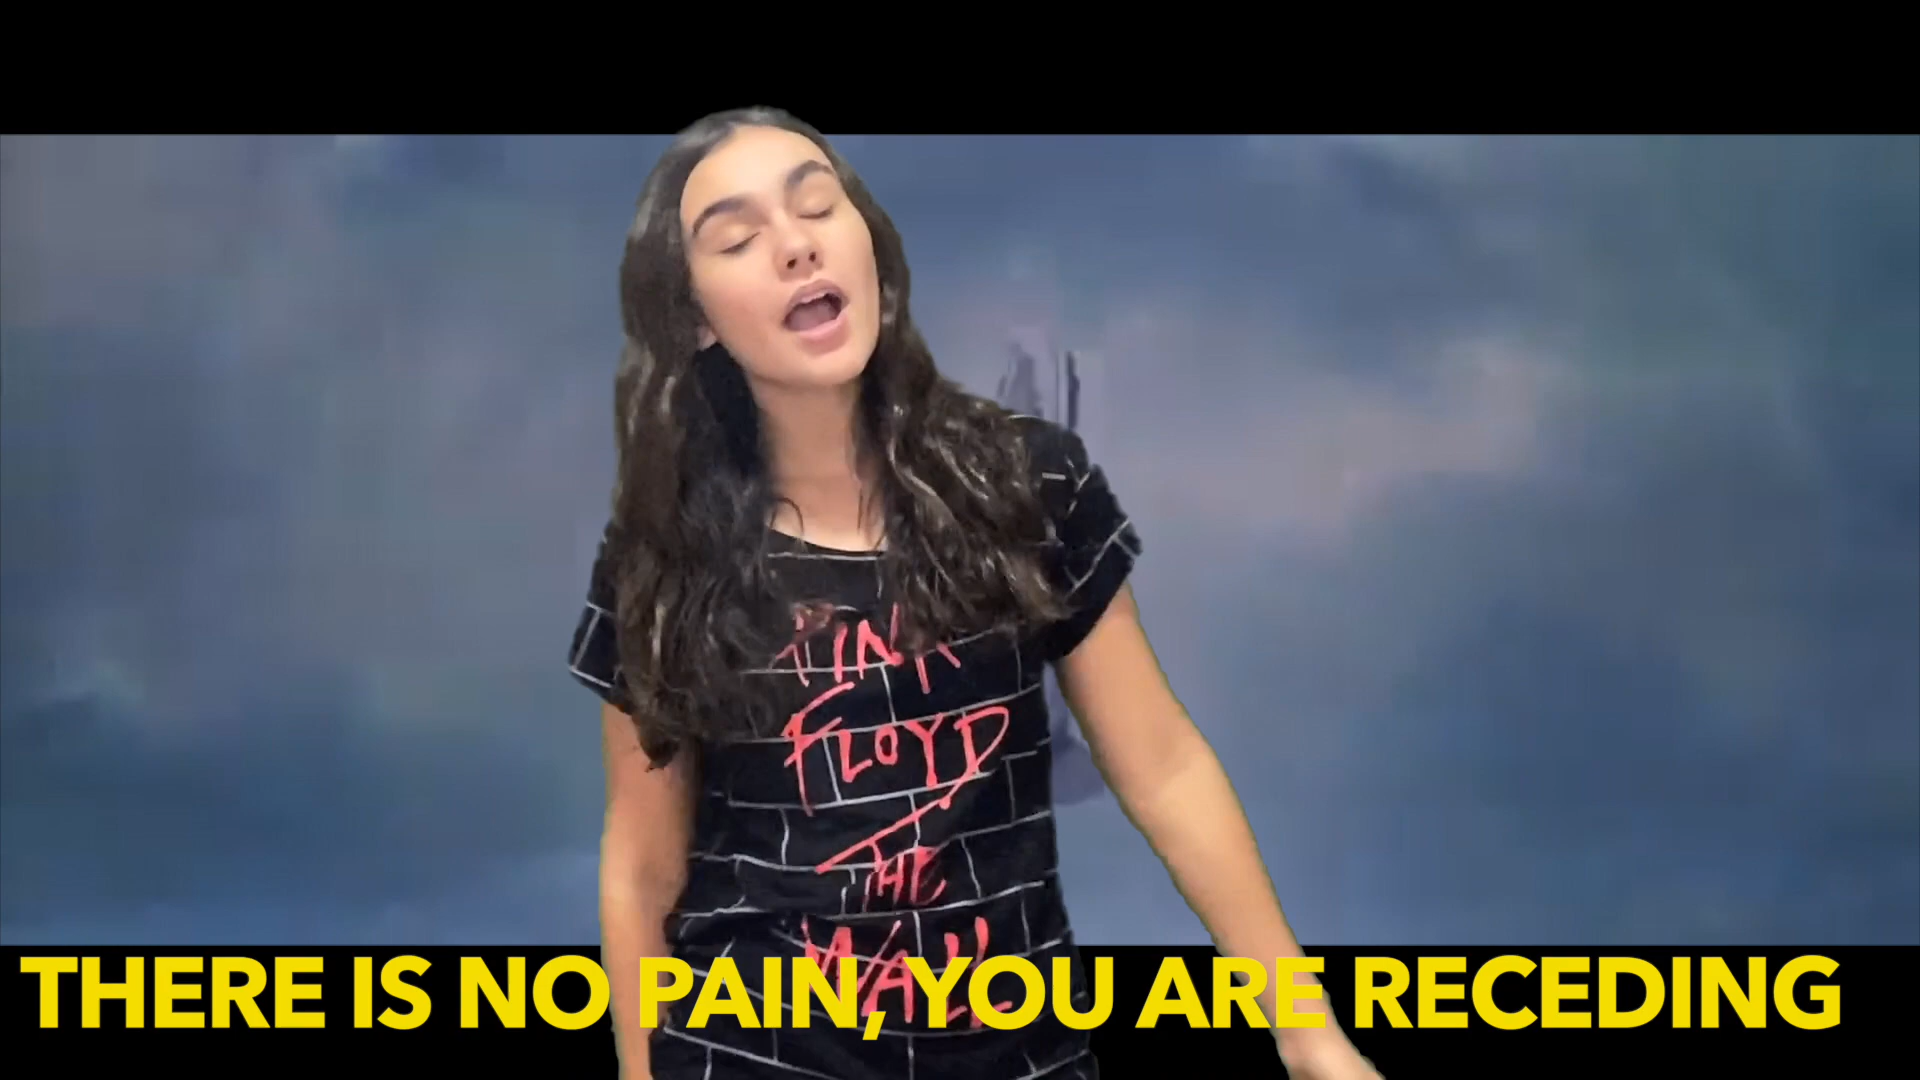 PINK
FLOYD
THE
WALL
THERE IS NO PAIN, YOU ARE RECEDING